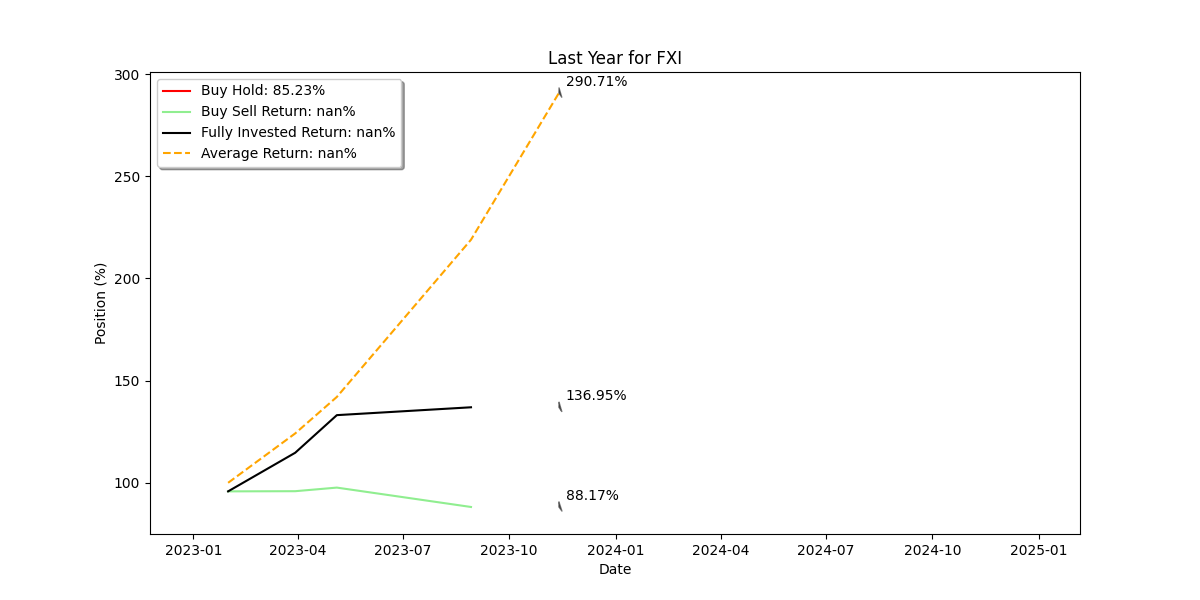 Last Year for FXI
Buy Hold: 85.23%
Buy Sell Return: nan%
Fully Invested Return: nan%
Average Return: nan%
290.71%
136.95%
88.17%
Position (%)
300
250
200
150
100
2023-01 2023-04 2023-07 2023-10 2024-01 2024-04 2024-07 2024-10 2025-01
Date